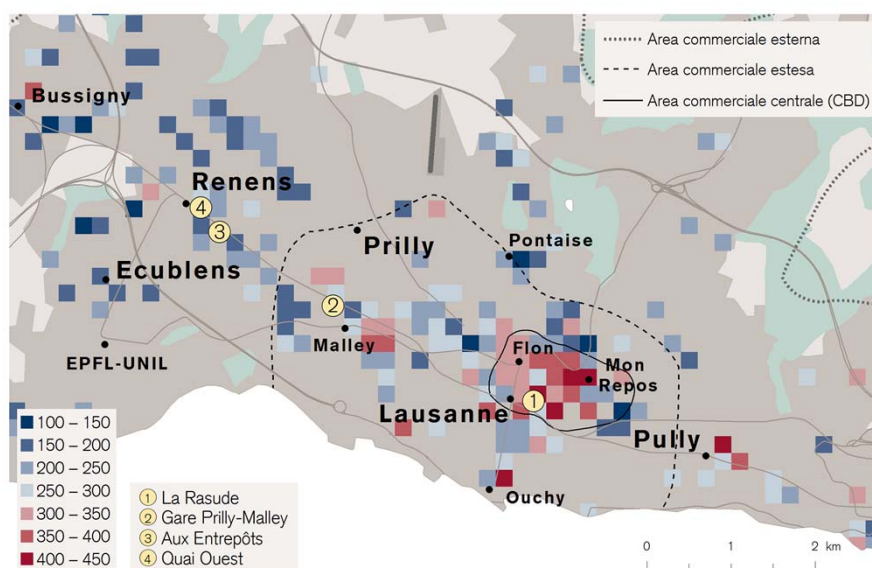 Area commerciale esterna
Area commerciale estesa
Area commerciale centrale (CBD)
Bussigny
Renens
4
3
Prilly
Pontaise
Ecublens
2
Malley
EPFL-UNIL
Flon
Mon
Repos
Lausanne
1
Pully
Ouchy
100 – 150
150 – 200
200 – 250
250 – 300
300 – 350
350 – 400
400 – 450
1 La Rasude
2 Gare Prilly-Malley
3 Aux Entrepôts
4 Quai Ouest
0 1 2 km